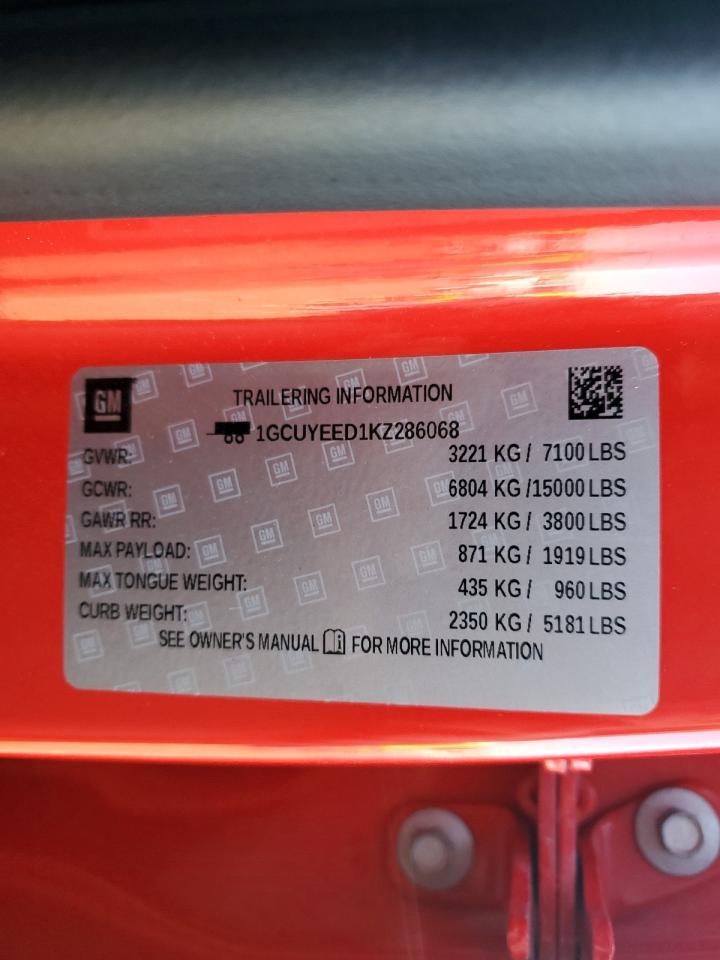 GM
TRAILERING INFORMATION
1GCUYEED1KZ286068
GVWR: 3221 KG / 7100 LBS
GCWR: 6804 KG /15000 LBS
GAWR RR: 1724 KG / 3800 LBS
MAX PAYLOAD: 871 KG / 1919 LBS
MAX TONGUE WEIGHT: 435 KG / 960 LBS
CURB WEIGHT: 2350 KG / 5181 LBS
SEE OWNER'S MANUAL FOR MORE INFORMATION